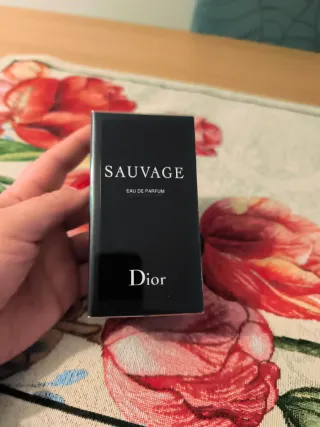 SAUVAGE
EAU DE PARFUM
Dior